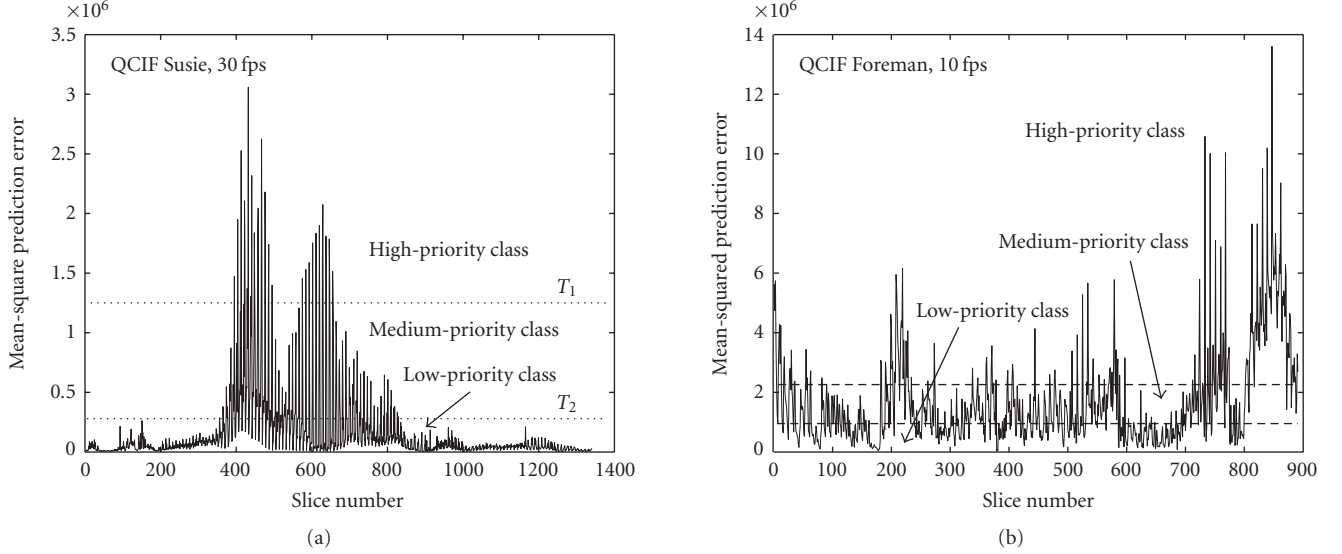 ×10⁶
3.5
3
2.5
2
1.5
1
0.5
0
0
200
400
600
800
1000
1200
1400
Mean-square prediction error
Slice number
QCIF Susie, 30 fps
High-priority class
T₁
Medium-priority class
Low-priority class
T₂
(a)
×10⁶
14
12
10
8
6
4
2
0
0
100
200
300
400
500
600
700
800
900
Mean-squared prediction error
Slice number
QCIF Foreman, 10 fps
High-priority class
Medium-priority class
Low-priority class
(b)